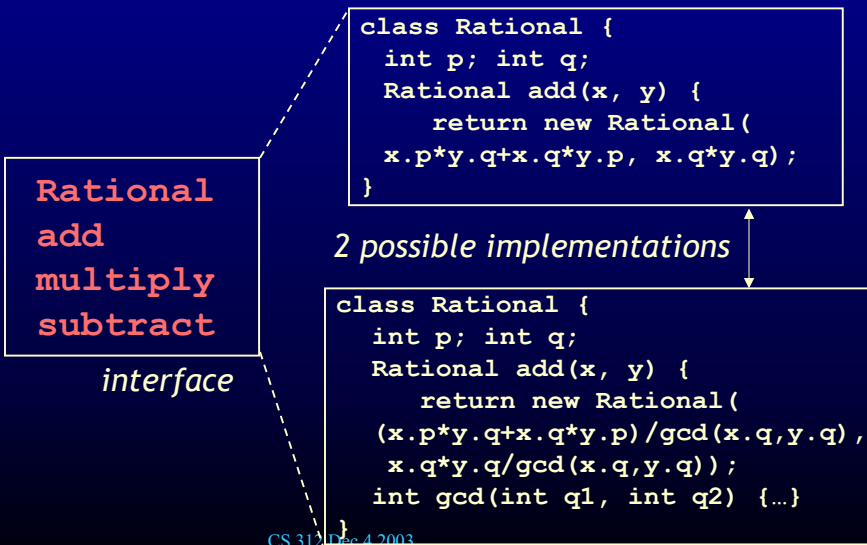 class Rational {
int p; int q;
Rational add(x, y) {
return new Rational(
x.p*y.q+x.q*y.p, x.q*y.q);
}
Rational
add
multiply
subtract
interface
2 possible implementations
class Rational {
int p; int q;
Rational add(x, y) {
return new Rational(
(x.p*y.q+x.q*y.p)/gcd(x.q,y.q),
x.q*y.q/gcd(x.q,y.q));
int gcd(int q1, int q2) {…}
}
CS 312 Dec 4 2003